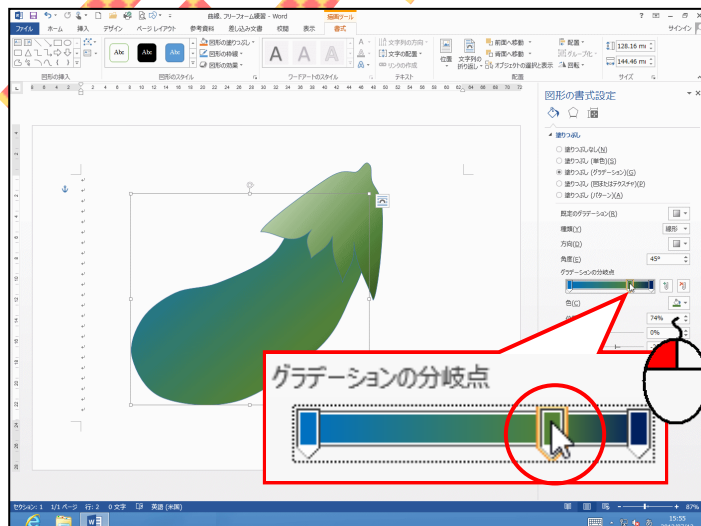 曲線、フリーフォーム練習 - Word
描画ツール
ファイル ホーム 挿入 デザイン ページレイアウト 参考資料 差し込み文書 校閲 表示 書式
サインイン
Abc Abc Abc
図形の塗りつぶし
図形の枠線
図形の効果
A A A
文字列の方向
文字の配置
リンクの作成
位置
文字列の
折り返し
前面へ移動
背面へ移動
オブジェクトの選択と表示
配置
グループ化
回転
128.16 mi
144.46 mi
図形の挿入 図形のスタイル ワードアートのスタイル テキスト 配置 サイズ
図形の書式設定
塗りつぶし
塗りつぶしなし(N)
塗りつぶし (単色)(S)
塗りつぶし (グラデーション)(G)
塗りつぶし (図またはテクスチャ)(P)
塗りつぶし (パターン)(A)
既定のグラデーション(R)
種類(Y) 線形
方向(D)
角度(E) 45°
グラデーションの分岐点
色(C)
74%
0%
グラデーションの分岐点
セクション: 1 1/1 ページ 行: 2 0 文字 英語 (米国)
87%
15:55